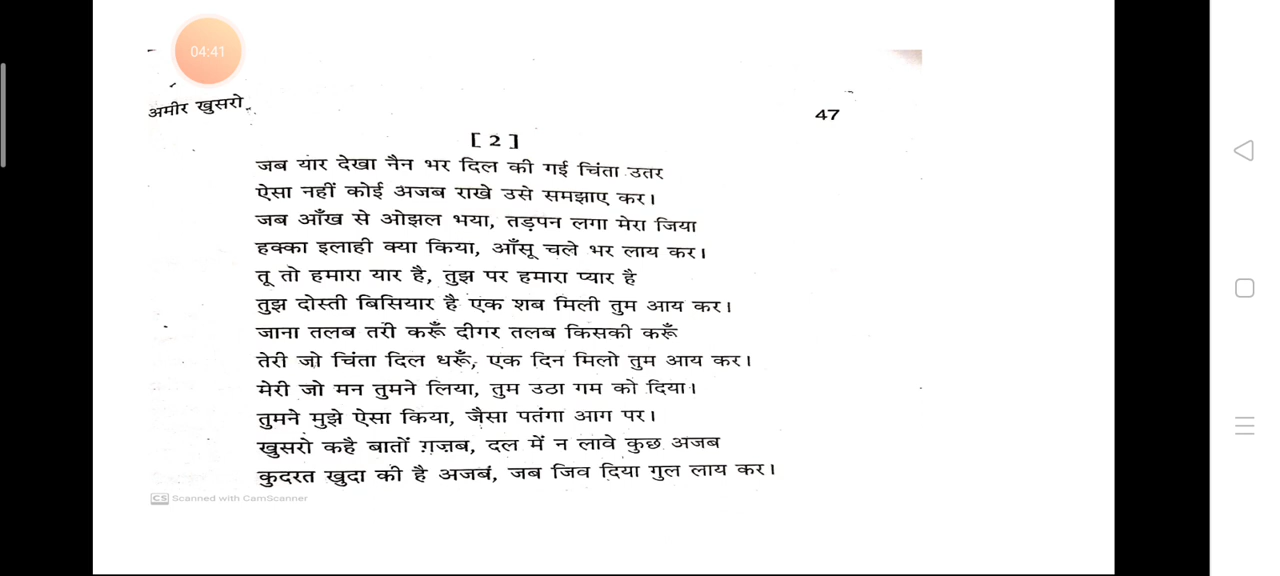 04:41
अमीर खुसरो
47
[ 2 ]
जब यार देखा नैन भर दिल की गई चिंता उतर
ऐसा नहीं कोई अजब राखे उसे समझाए कर।
जब आँख से ओझल भया, तड़पन लगा मेरा जिया
हक्का इलाही क्या किया, आँसू चले भर लाय कर।
तू तो हमारा यार है, तुझ पर हमारा प्यार है
तुझ दोस्ती बिसियार है एक शब मिली तुम आय कर।
जाना तलब तरी करूँ दीगर तलब किसकी करूँ
तेरी जो चिंता दिल धरूँ, एक दिन मिलो तुम आय कर।
मेरी जो मन तुमने लिया, तुम उठा गम को दिया।
तुमने मुझे ऐसा किया, जैसा पतंगा आग पर।
खुसरो कहै बातों ग़ज़ब, दल में न लावे कुछ अजब
कुदरत खुदा की है अजब, जब जिव दिया गुल लाय कर।
CS Scanned with CamScanner